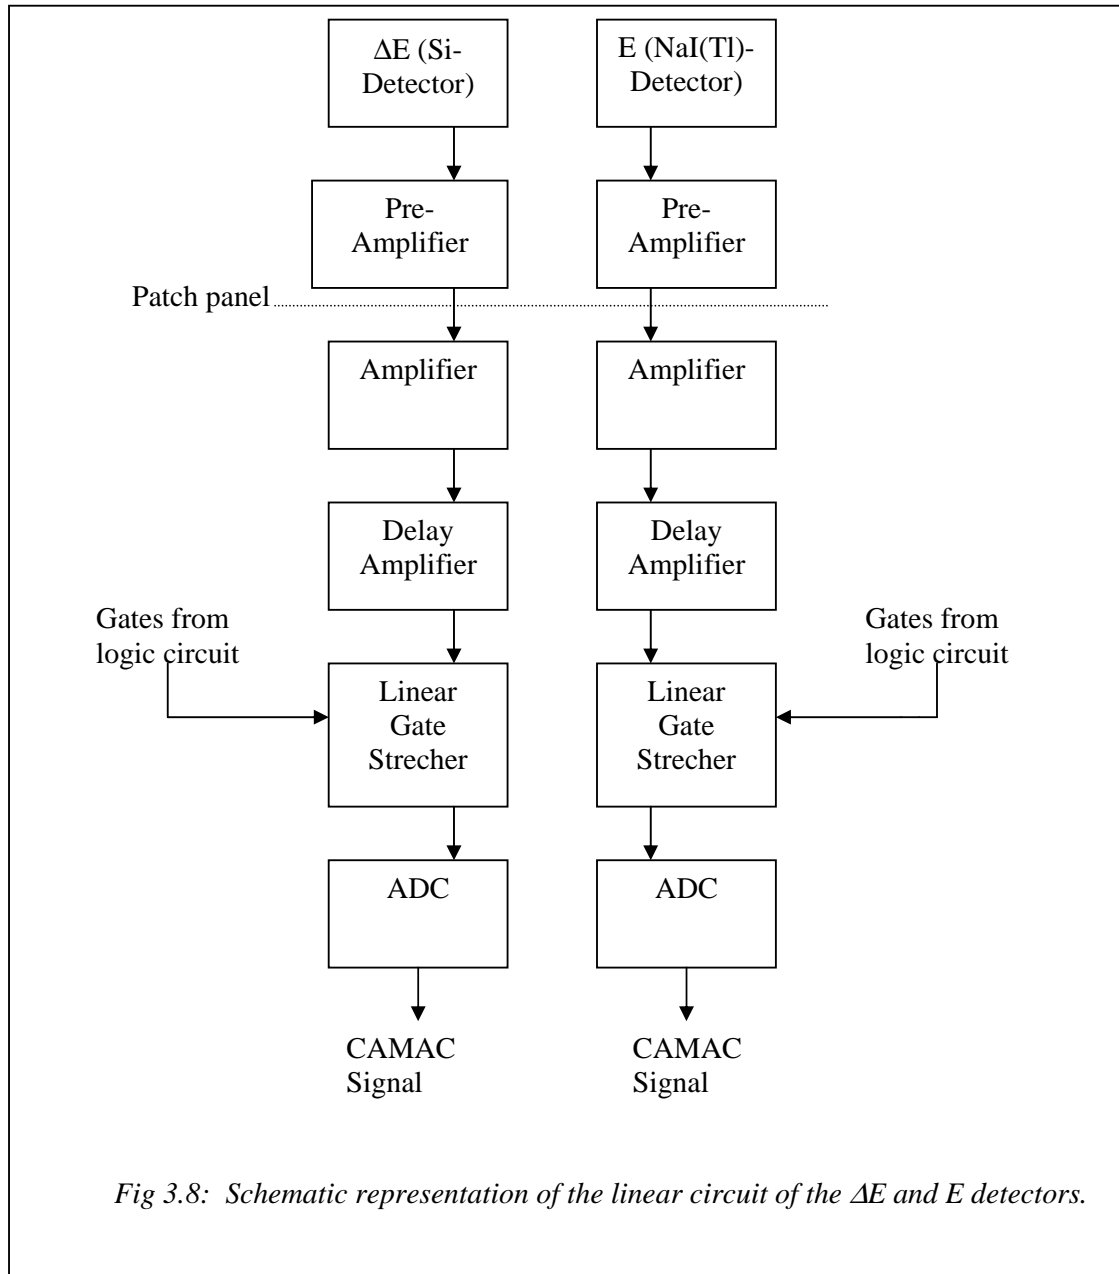 ΔE (Si-
Detector)
E (NaI(Tl)-
Detector)
Pre-
Amplifier
Pre-
Amplifier
Patch panel
Amplifier
Amplifier
Delay
Amplifier
Delay
Amplifier
Gates from
logic circuit
Gates from
logic circuit
Linear
Gate
Strecher
Linear
Gate
Strecher
ADC
ADC
CAMAC
Signal
CAMAC
Signal
Fig 3.8: Schematic representation of the linear circuit of the ΔE and E detectors.